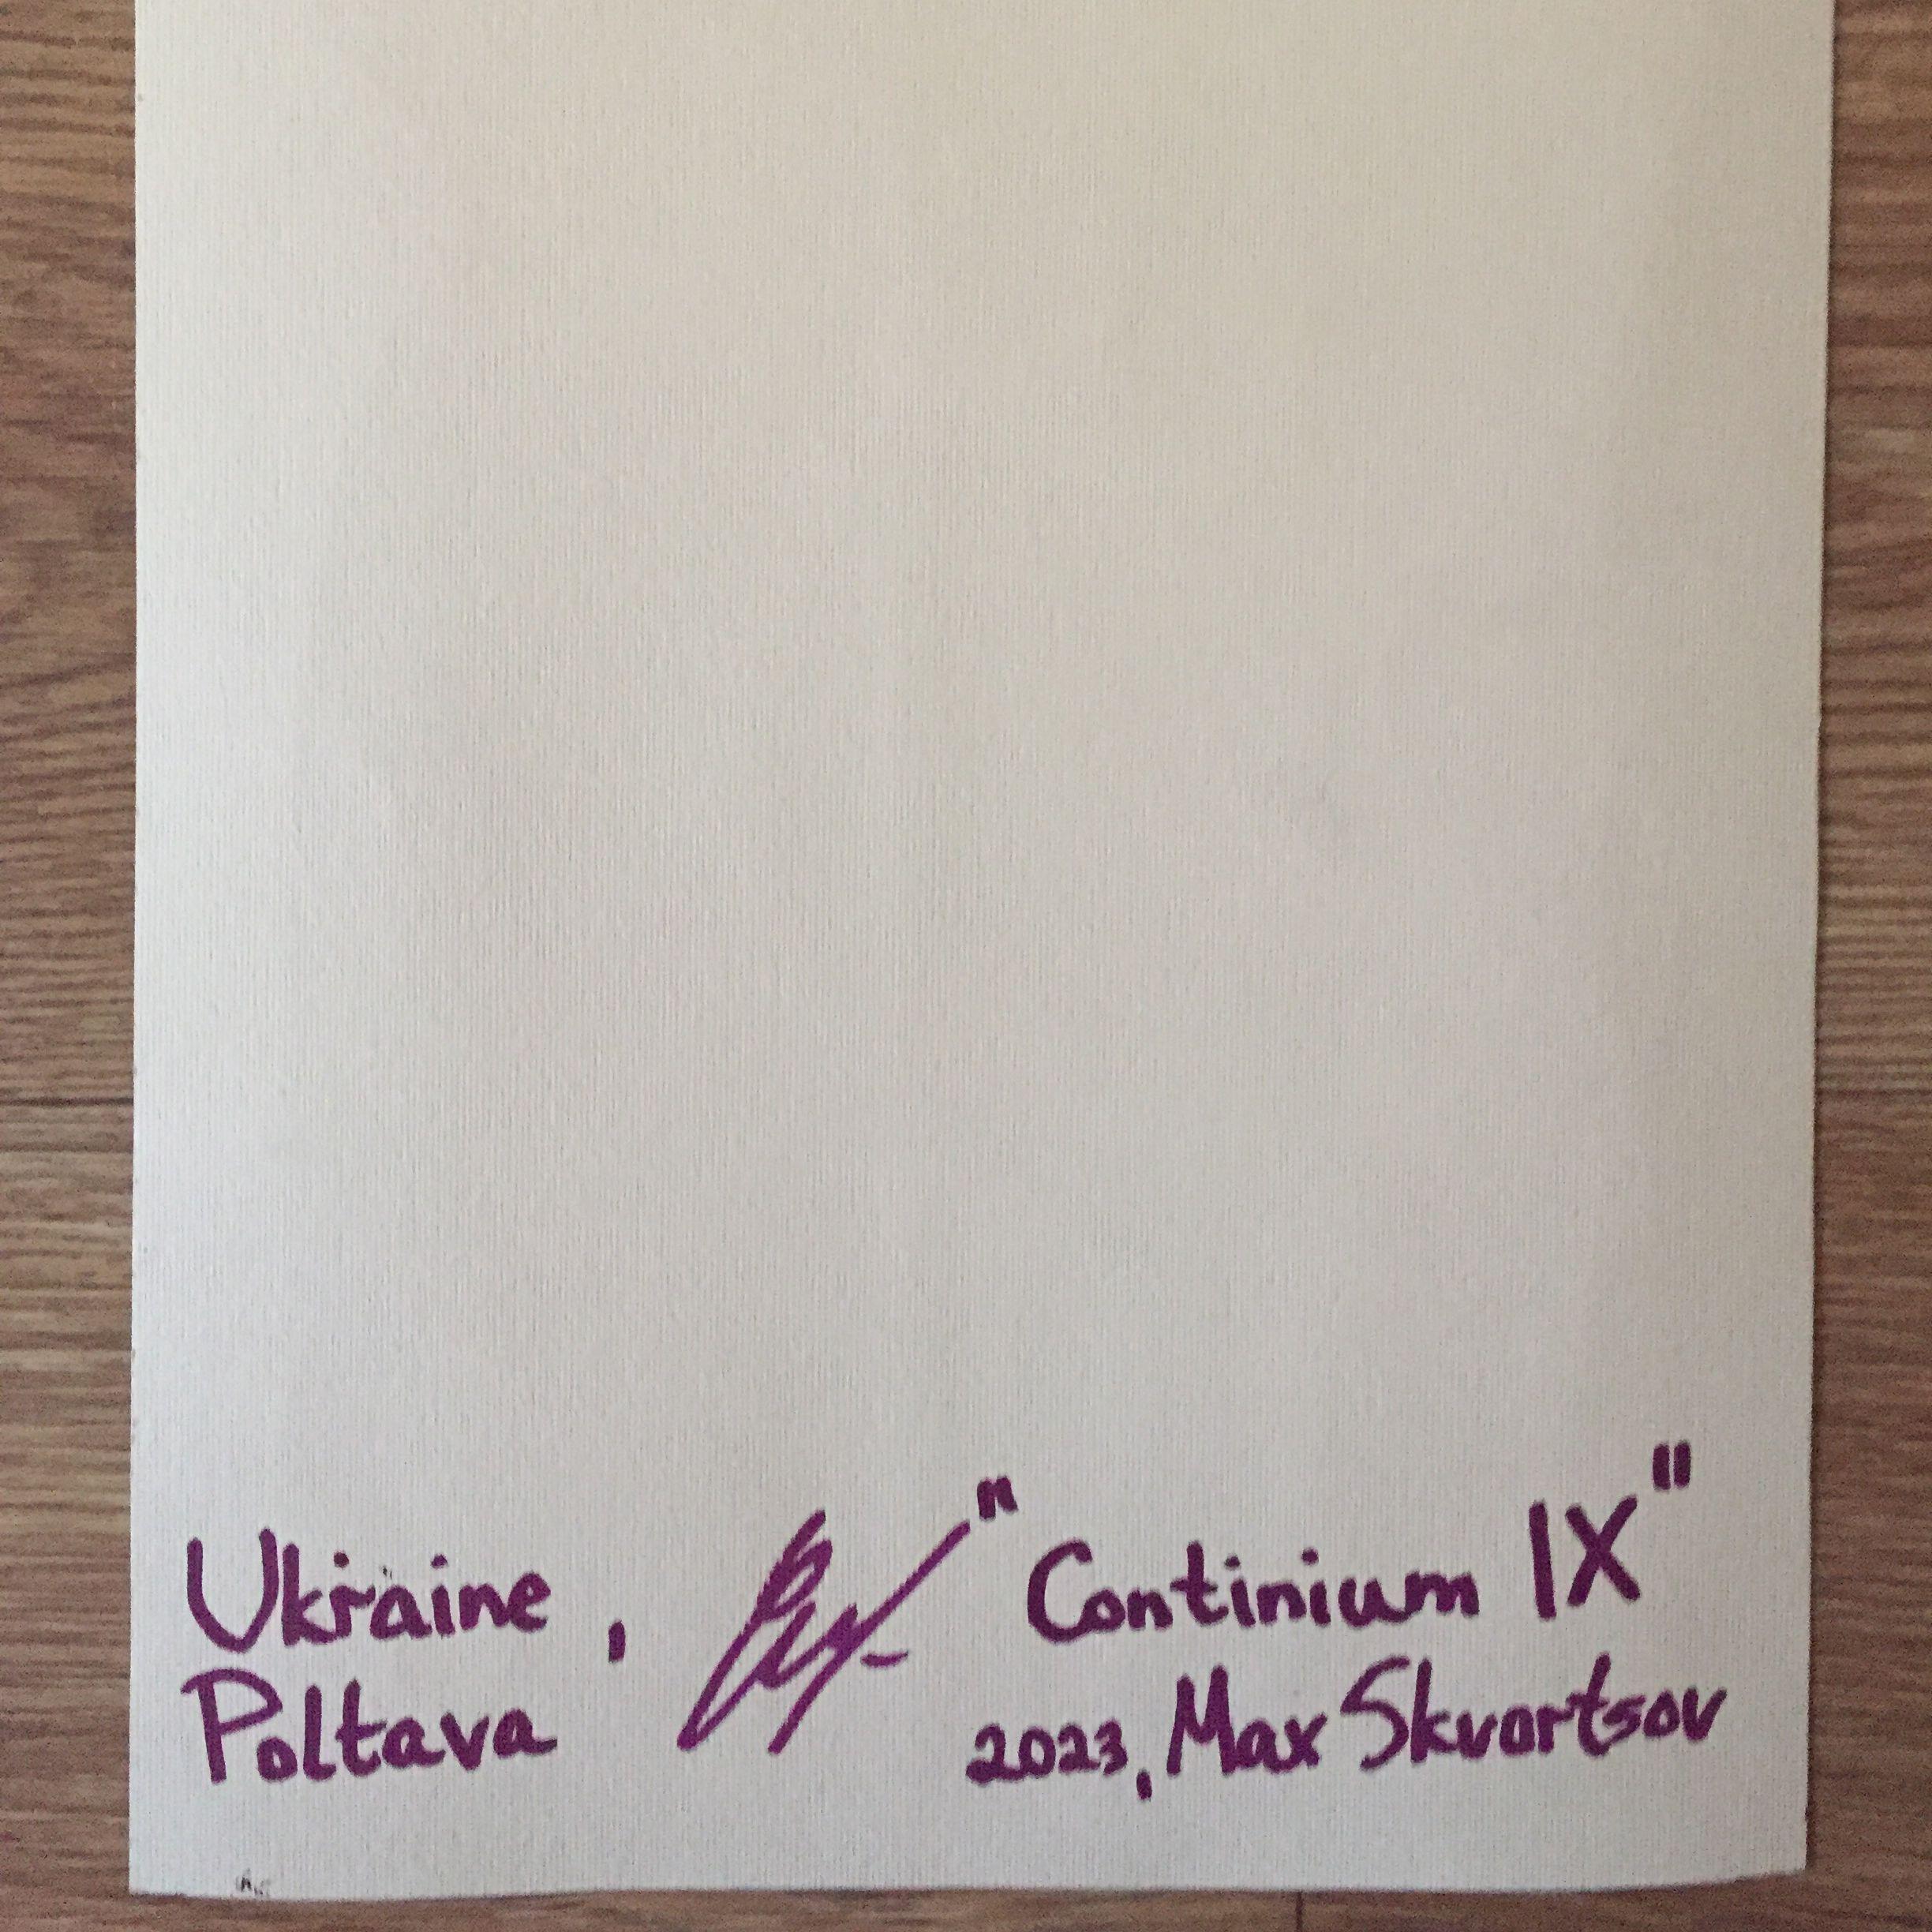 Ukraine, "Continium IX"
Poltava 2023, Max Skvortsov